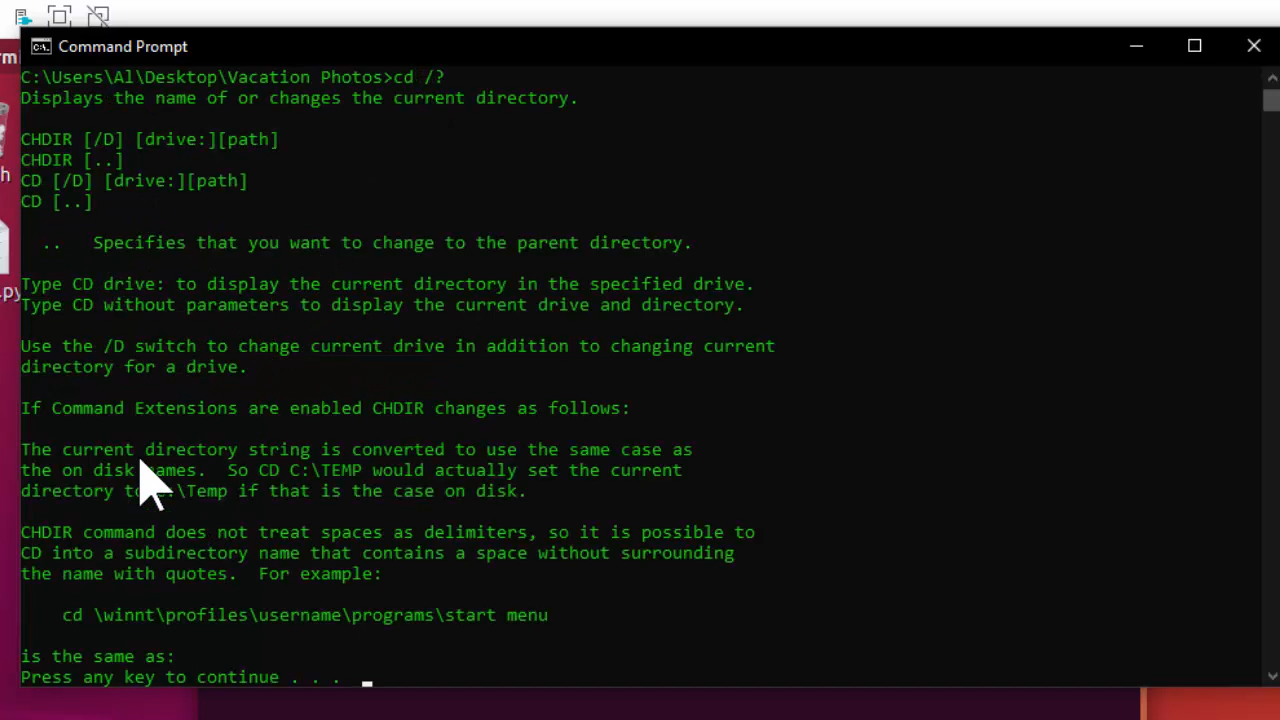 Command Prompt
C:\Users\Al\Desktop\Vacation Photos>cd /?
Displays the name of or changes the current directory.
CHDIR [/D] [drive:][path]
CHDIR [..]
CD [/D] [drive:][path]
CD [..]
.. Specifies that you want to change to the parent directory.
Type CD drive: to display the current directory in the specified drive.
Type CD without parameters to display the current drive and directory.
Use the /D switch to change current drive in addition to changing current
directory for a drive.
If Command Extensions are enabled CHDIR changes as follows:
The current directory string is converted to use the same case as
the on disk names. So CD C:\TEMP would actually set the current
directory to \Temp if that is the case on disk.
CHDIR command does not treat spaces as delimiters, so it is possible to
CD into a subdirectory name that contains a space without surrounding
the name with quotes. For example:
cd \winnt\profiles\username\programs\start menu
is the same as:
Press any key to continue . . .
.py